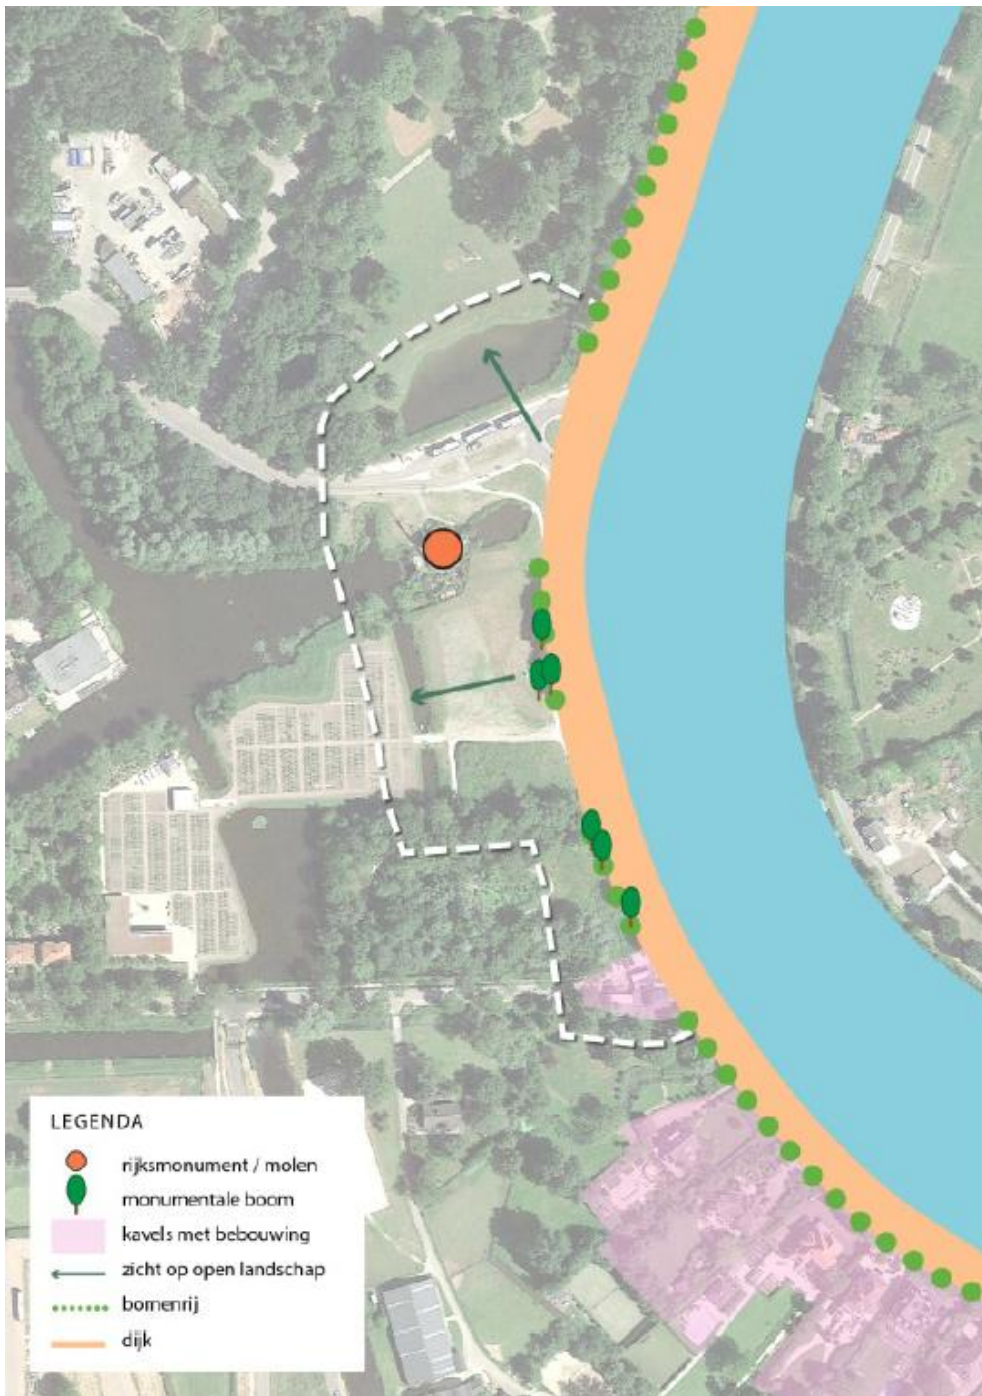 LEGENDA
rijksmonument / molen
monumentale boom
kavels met bebouwing
zicht op open landschap
bomenrij
dijk